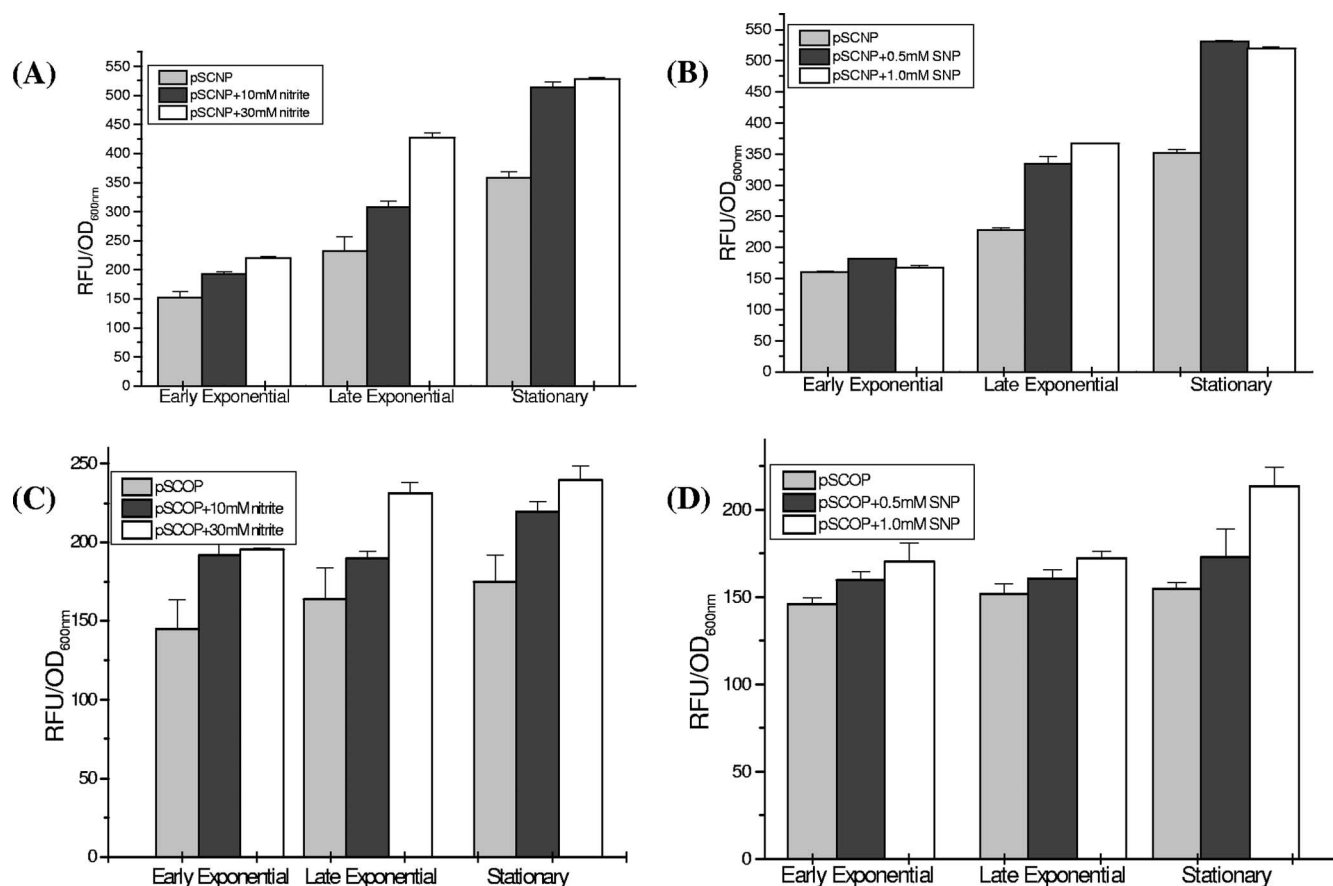 (A)
pSCNP
pSCNP+10mM nitrite
pSCNP+30mM nitrite
550
500
450
400
350
300
250
200
150
100
50
0
RFU/OD600nm
Early Exponential
Late Exponential
Stationary
(B)
pSCNP
pSCNP+0.5mM SNP
pSCNP+1.0mM SNP
550
500
450
400
350
300
250
200
150
100
50
0
RFU/OD600nm
Early Exponential
Late Exponential
Stationary
(C)
pSCOP
pSCOP+10mM nitrite
pSCOP+30mM nitrite
250
200
150
100
50
0
RFU/OD600nm
Early Exponential
Late Exponential
Stationary
(D)
pSCOP
pSCOP+0.5mM SNP
pSCOP+1.0mM SNP
200
150
100
50
0
RFU/OD600nm
Early Exponential
Late Exponential
Stationary